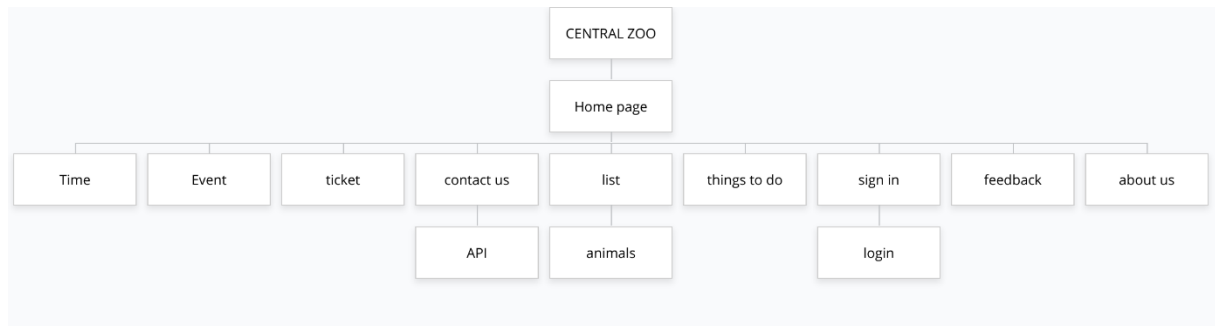 CENTRAL ZOO
Home page
Time
Event
ticket
contact us
list
things to do
sign in
feedback
about us
API
animals
login